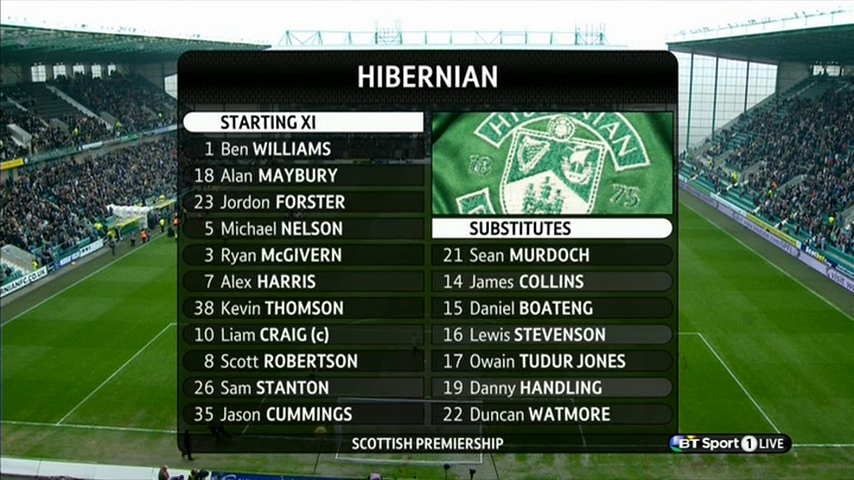 HIBERNIAN
STARTING XI
1 Ben WILLIAMS
18 Alan MAYBURY
23 Jordon FORSTER
5 Michael NELSON
3 Ryan McGIVERN
7 Alex HARRIS
38 Kevin THOMSON
10 Liam CRAIG (c)
8 Scott ROBERTSON
26 Sam STANTON
35 Jason CUMMINGS
HIBERNIAN
18 75
SUBSTITUTES
21 Sean MURDOCH
14 James COLLINS
15 Daniel BOATENG
16 Lewis STEVENSON
17 Owain TUDUR JONES
19 Danny HANDLING
22 Duncan WATMORE
SCOTTISH PREMIERSHIP
BT Sport 1 LIVE